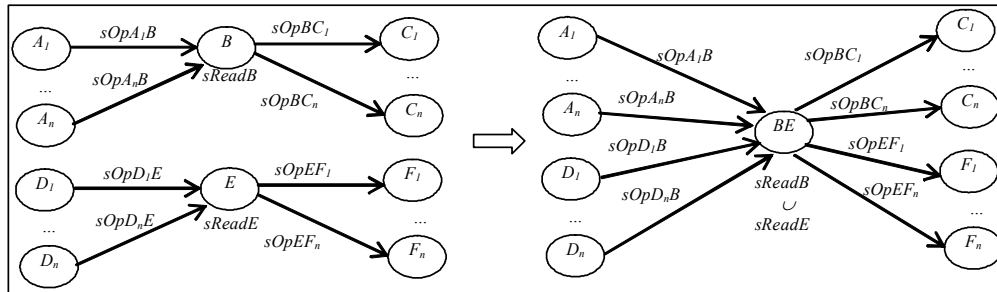 A1 sOpA1B B sOpBC1 C1
... sOpAnB sReadB sOpBCn ...
An Cn
D1 sOpD1E E sOpEF1 F1
... sOpDnE sReadE sOpEFn ...
Dn Fn
A1 sOpA1B sOpBC1 C1
... ...
An sOpAnB BE sOpBCn Cn
D1 sOpD1B sReadB sOpEF1 F1
... sOpDnB ∪ sOpEFn ...
Dn sReadE Fn